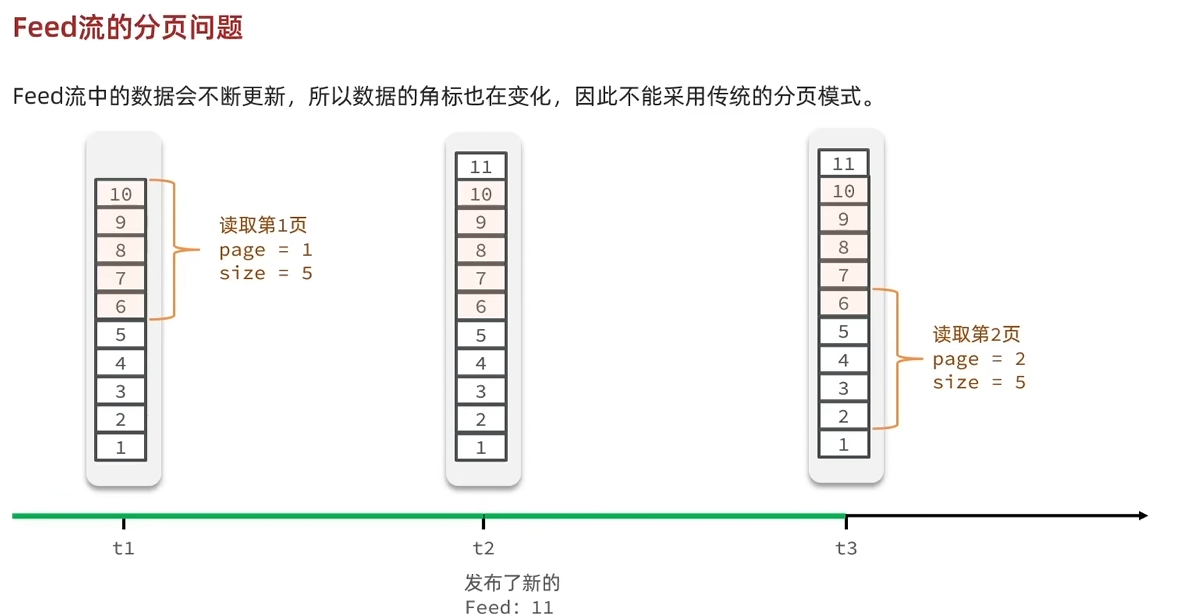 Feed流的分页问题
Feed流中的数据会不断更新，所以数据的角标也在变化，因此不能采用传统的分页模式。
10
9
8
7
6
5
4
3
2
1
读取第1页
page = 1
size = 5
11
10
9
8
7
6
5
4
3
2
1
11
10
9
8
7
6
5
4
3
2
1
读取第2页
page = 2
size = 5
t1
t2
t3
发布了新的
Feed：11